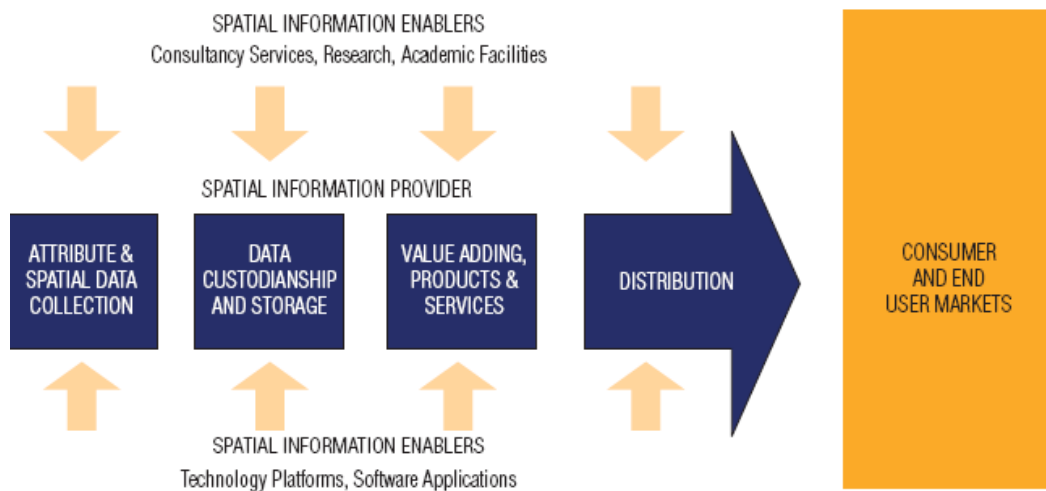 SPATIAL INFORMATION ENABLERS
Consultancy Services, Research, Academic Facilities
SPATIAL INFORMATION PROVIDER
ATTRIBUTE &
SPATIAL DATA
COLLECTION
DATA
CUSTODIANSHIP
AND STORAGE
VALUE ADDING,
PRODUCTS &
SERVICES
DISTRIBUTION
CONSUMER
AND END
USER MARKETS
SPATIAL INFORMATION ENABLERS
Technology Platforms, Software Applications